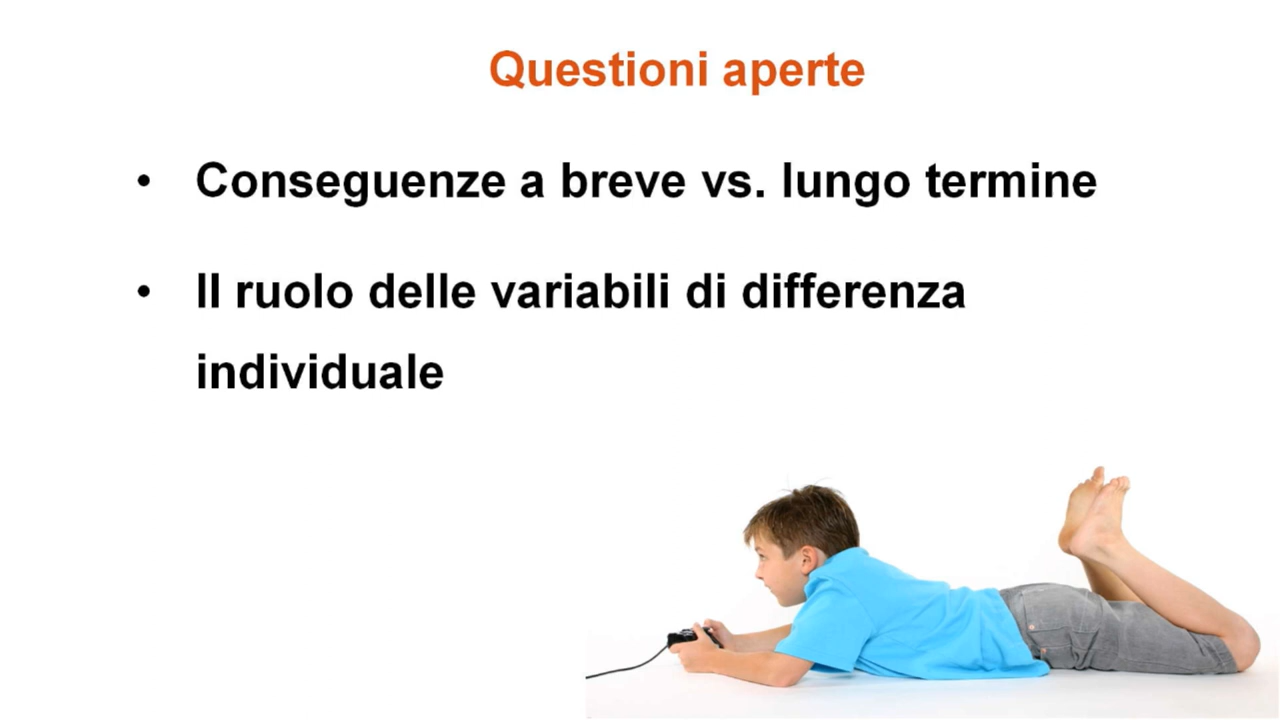 Questioni aperte
• Conseguenze a breve vs. lungo termine
• Il ruolo delle variabili di differenza
individuale